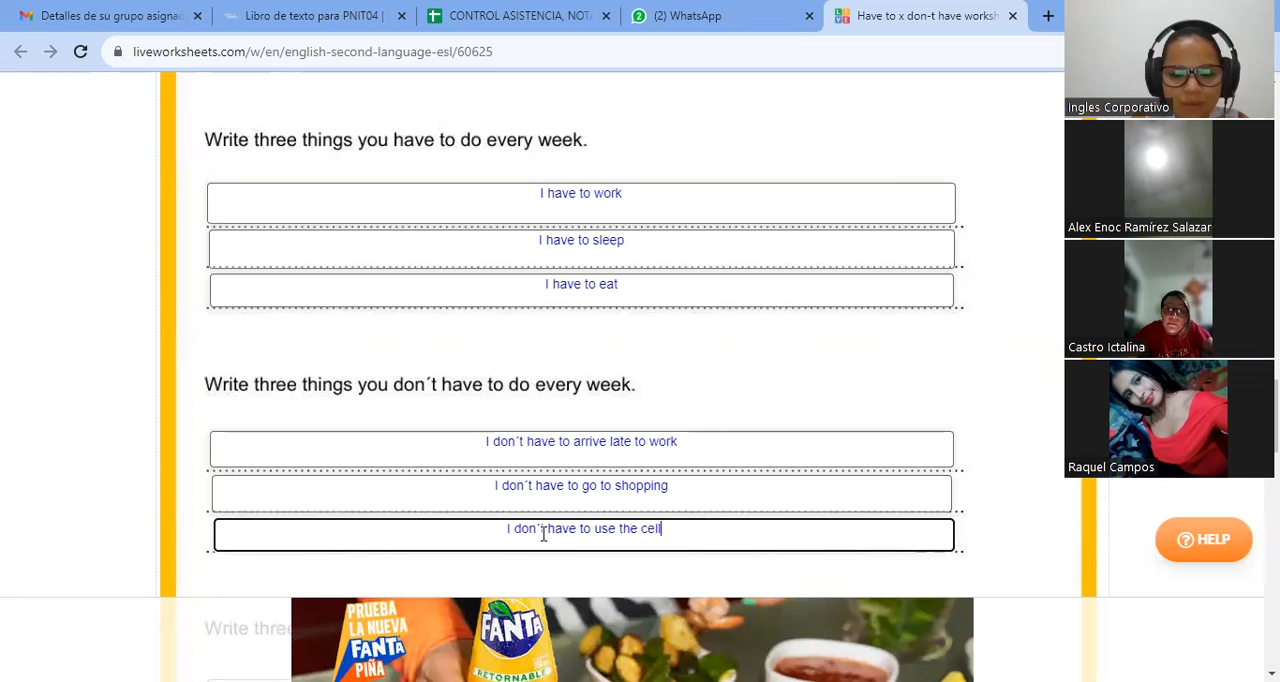 Detalles de su grupo asignad
Libro de texto para PNIT04 |
CONTROL ASISTENCIA, NOTA
(2) WhatsApp
Have to x don-t have worksh
liveworksheets.com/w/en/english-second-language-esl/60625
Write three things you have to do every week.
I have to work
I have to sleep
I have to eat
Write three things you don´t have to do every week.
I don´t have to arrive late to work
I don´t have to go to shopping
I don´t have to use the cell
Write thre
PRUEBA
LA NUEVA
FANTA
PIÑA
FANTA
RETORNABLE
HELP
Ingles Corporativo
Alex Enoc Ramírez Salazar
Castro Ictalina
Raquel Campos